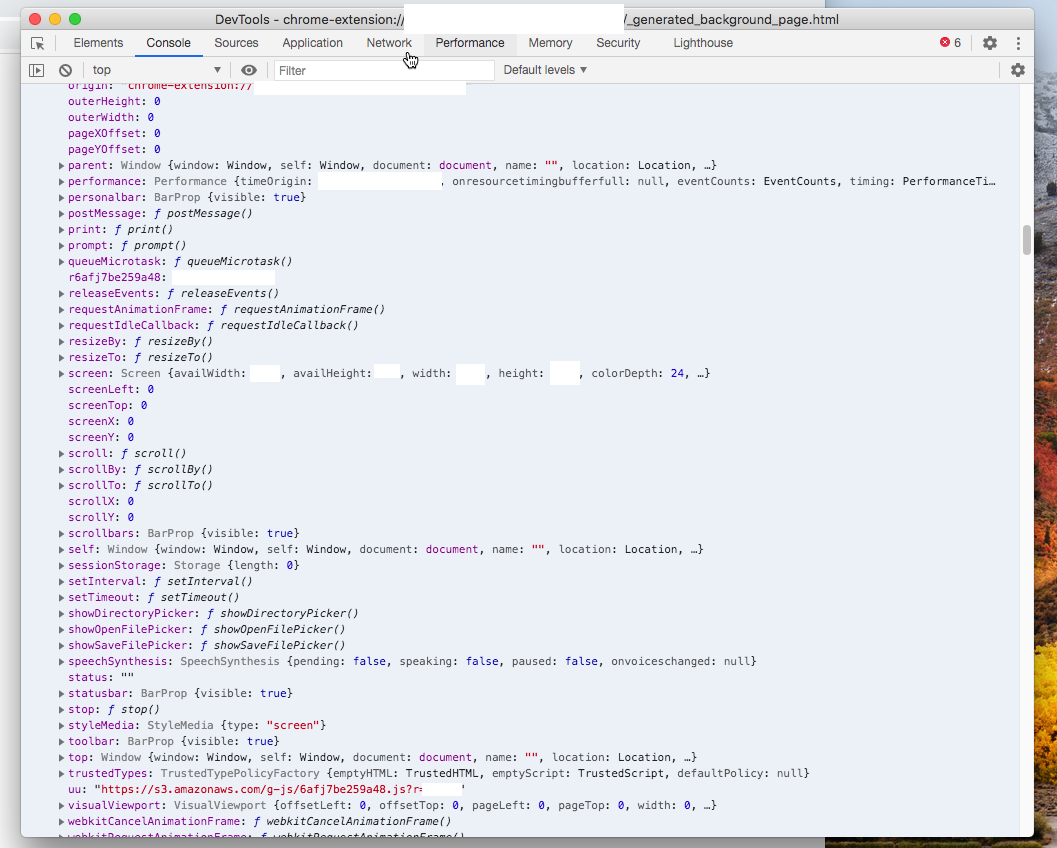 DevTools - chrome-extension:// /_generated_background_page.html
Elements Console Sources Application Network Performance Memory Security Lighthouse 6
top Filter Default levels
origin: "chrome-extension://
outerHeight: 0
outerWidth: 0
pageXOffset: 0
pageYOffset: 0
parent: Window {window: Window, self: Window, document: document, name: "", location: Location, …}
performance: Performance {timeOrigin: , onresourcetimingbufferfull: null, eventCounts: EventCounts, timing: PerformanceTi…
personalbar: BarProp {visible: true}
postMessage: ƒ postMessage()
print: ƒ print()
prompt: ƒ prompt()
queueMicrotask: ƒ queueMicrotask()
r6afj7be259a48:
releaseEvents: ƒ releaseEvents()
requestAnimationFrame: ƒ requestAnimationFrame()
requestIdleCallback: ƒ requestIdleCallback()
resizeBy: ƒ resizeBy()
resizeTo: ƒ resizeTo()
screen: Screen {availWidth: , availHeight: , width: , height: , colorDepth: 24, …}
screenLeft: 0
screenTop: 0
screenX: 0
screenY: 0
scroll: ƒ scroll()
scrollBy: ƒ scrollBy()
scrollTo: ƒ scrollTo()
scrollX: 0
scrollY: 0
scrollbars: BarProp {visible: true}
self: Window {window: Window, self: Window, document: document, name: "", location: Location, …}
sessionStorage: Storage {length: 0}
setInterval: ƒ setInterval()
setTimeout: ƒ setTimeout()
showDirectoryPicker: ƒ showDirectoryPicker()
showOpenFilePicker: ƒ showOpenFilePicker()
showSaveFilePicker: ƒ showSaveFilePicker()
speechSynthesis: SpeechSynthesis {pending: false, speaking: false, paused: false, onvoiceschanged: null}
status: ""
statusbar: BarProp {visible: true}
stop: ƒ stop()
styleMedia: StyleMedia {type: "screen"}
toolbar: BarProp {visible: true}
top: Window {window: Window, self: Window, document: document, name: "", location: Location, …}
trustedTypes: TrustedTypePolicyFactory {emptyHTML: TrustedHTML, emptyScript: TrustedScript, defaultPolicy: null}
uu: "https://s3.amazonaws.com/g-js/6afj7be259a48.js?r= '
visualViewport: VisualViewport {offsetLeft: 0, offsetTop: 0, pageLeft: 0, pageTop: 0, width: 0, …}
webkitCancelAnimationFrame: ƒ webkitCancelAnimationFrame()
webkitRequestAnimationFrame: ƒ webkitRequestAnimationFrame()